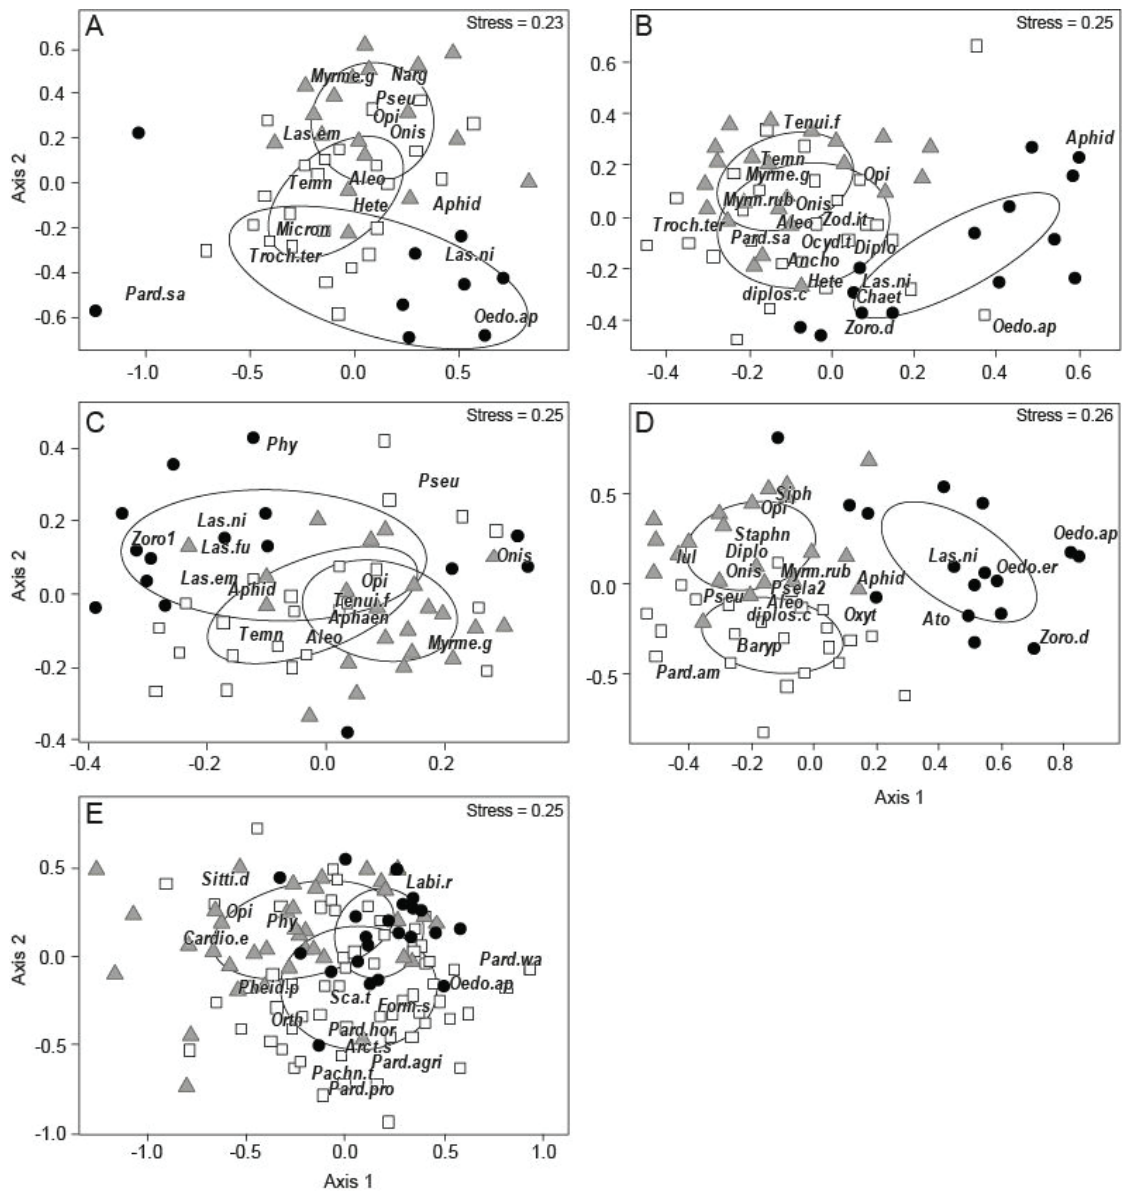 A
Stress = 0.23
Axis 2
0.6
0.4
0.2
0.0
-0.2
-0.4
-0.6
-1.0
-0.5
0.0
0.5
Myrme.g
Narg
Pseu
Opi
Las.em
Onis
Temn
Aleo
Hete
Aphid
Microm
Troch.ter
Las.ni
Pard.sa
Oedo.ap
B
Stress = 0.25
0.6
0.4
0.2
0.0
-0.2
-0.4
-0.4
-0.2
0.0
0.2
0.4
0.6
Tenui.f
Aphid
Temn
Myrme.g
Opi
Myrm.rub
Onis
Troch.ter
Aleo
Zod.it
Pard.sa
Ocyd.t
Diplo
Ancho
Hete
Las.ni
diplos.c
Chaet
Zoro.d
Oedo.ap
C
Stress = 0.25
Axis 2
0.4
0.2
0.0
-0.2
-0.4
-0.4
-0.2
0.0
0.2
Phy
Pseu
Las.ni
Zoro1
Las.fu
Onis
Las.em
Aphid
Opi
Tenui.f
Aphaen
Temn
Aleo
Myrme.g
D
Stress = 0.26
0.5
0.0
-0.5
-0.4
-0.2
0.0
0.2
0.4
0.6
0.8
Axis 1
Siph
Opi
Staphn
Oedo.ap
Iul
Diplo
Las.ni
Onis
Myrm.rub
Oedo.er
Pseu
Psela2
Aphid
Aleo
diplos.c
Oxyt
Ato
Baryp
Zoro.d
Pard.am
E
Stress = 0.25
Axis 2
0.5
0.0
-0.5
-1.0
-1.0
-0.5
0.0
0.5
1.0
Axis 1
Sitti.d
Labi.r
Opi
Phy
Cardio.e
Pard.wa
Pheid.p
Sca.t
Oedo.ap
Form.s
Orth
Pard.hor
Arct.s
Pard.agri
Pachn.t
Pard.pro